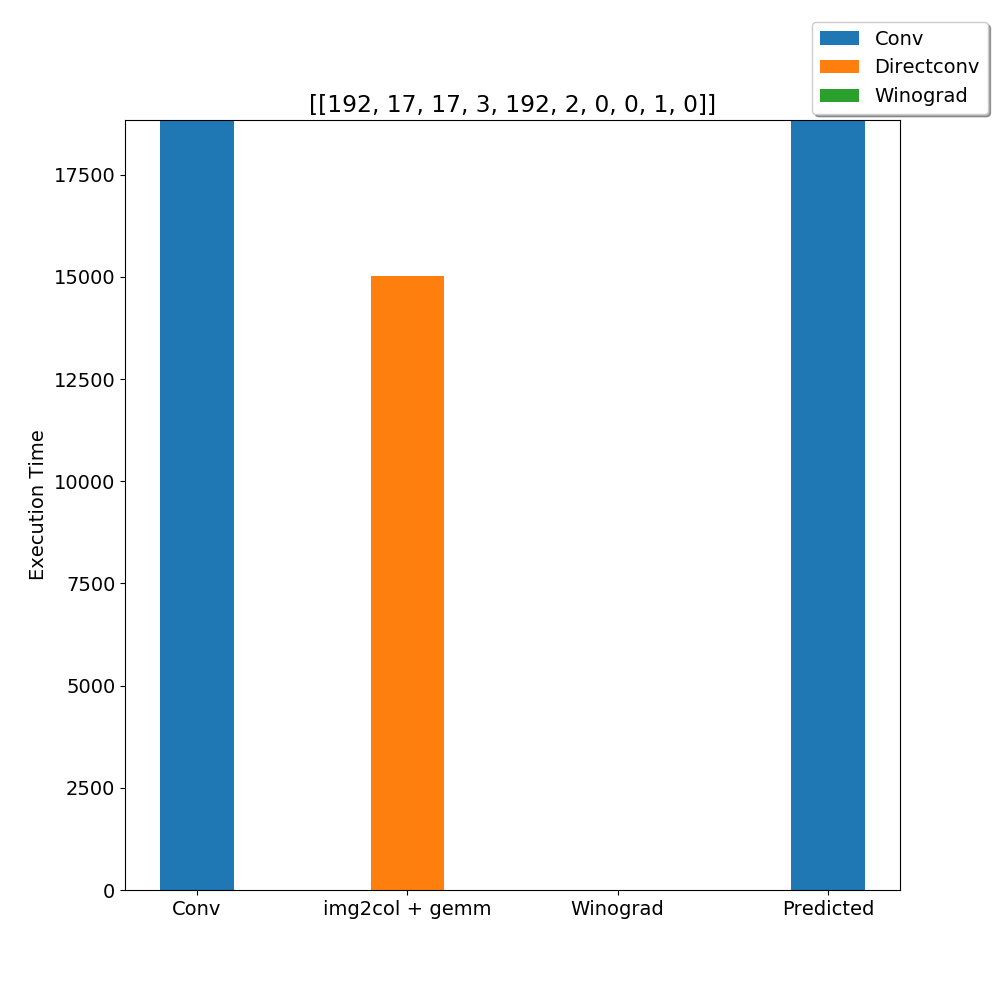 Conv
Directconv
Winograd
[[192, 17, 17, 3, 192, 2, 0, 0, 1, 0]]
17500
15000
12500
10000
7500
5000
2500
0
Execution Time
Conv
img2col + gemm
Winograd
Predicted